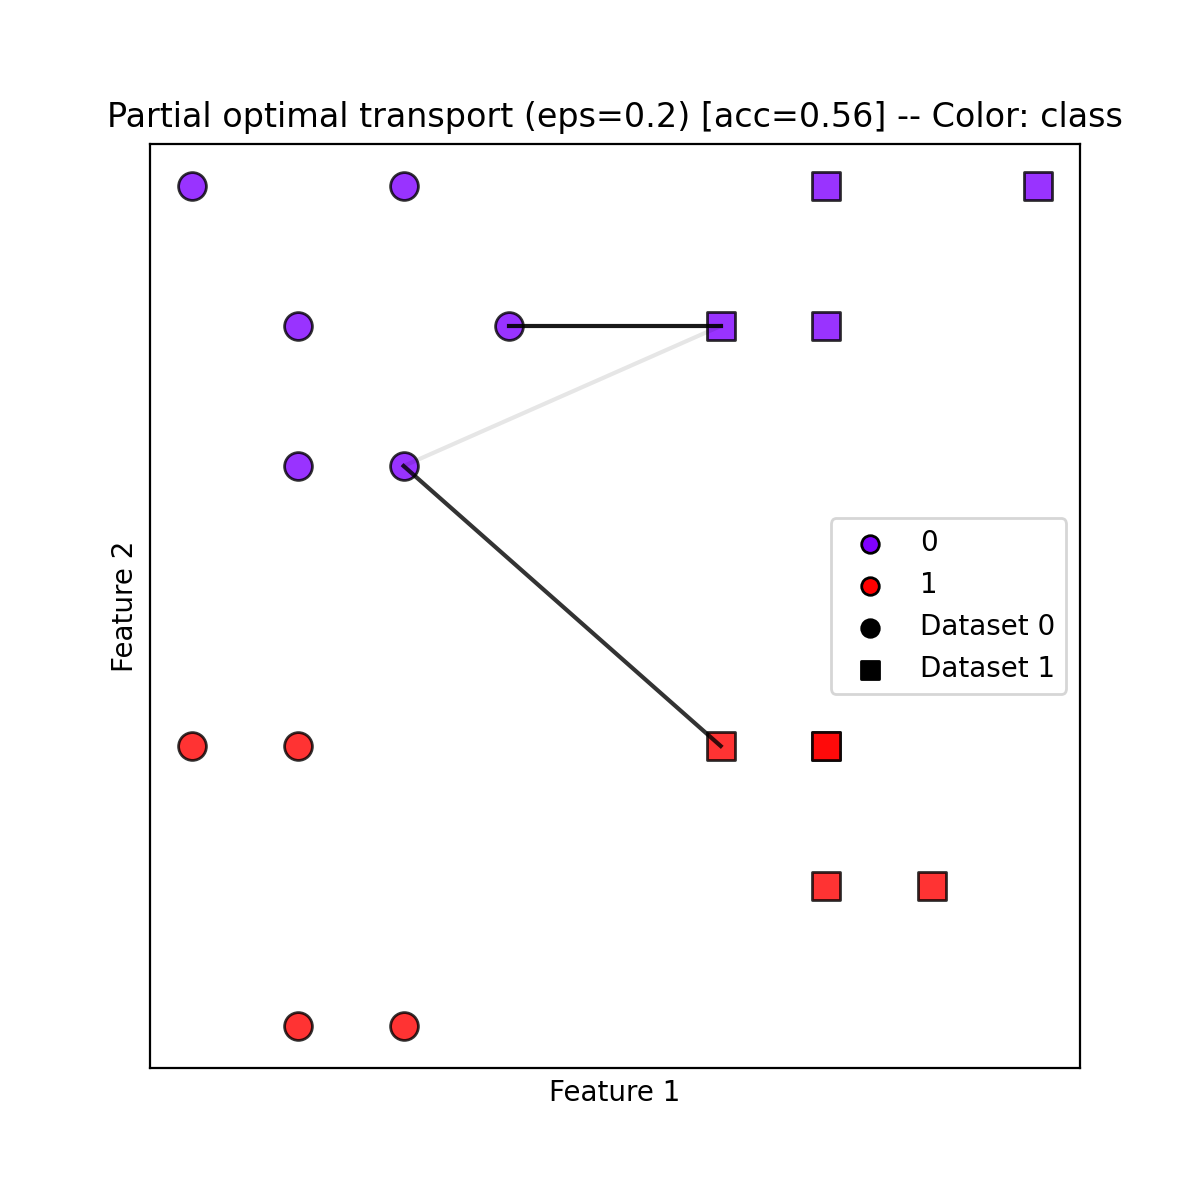 Partial optimal transport (eps=0.2) [acc=0.56] -- Color: class
Feature 2
0
1
Dataset 0
Dataset 1
Feature 1